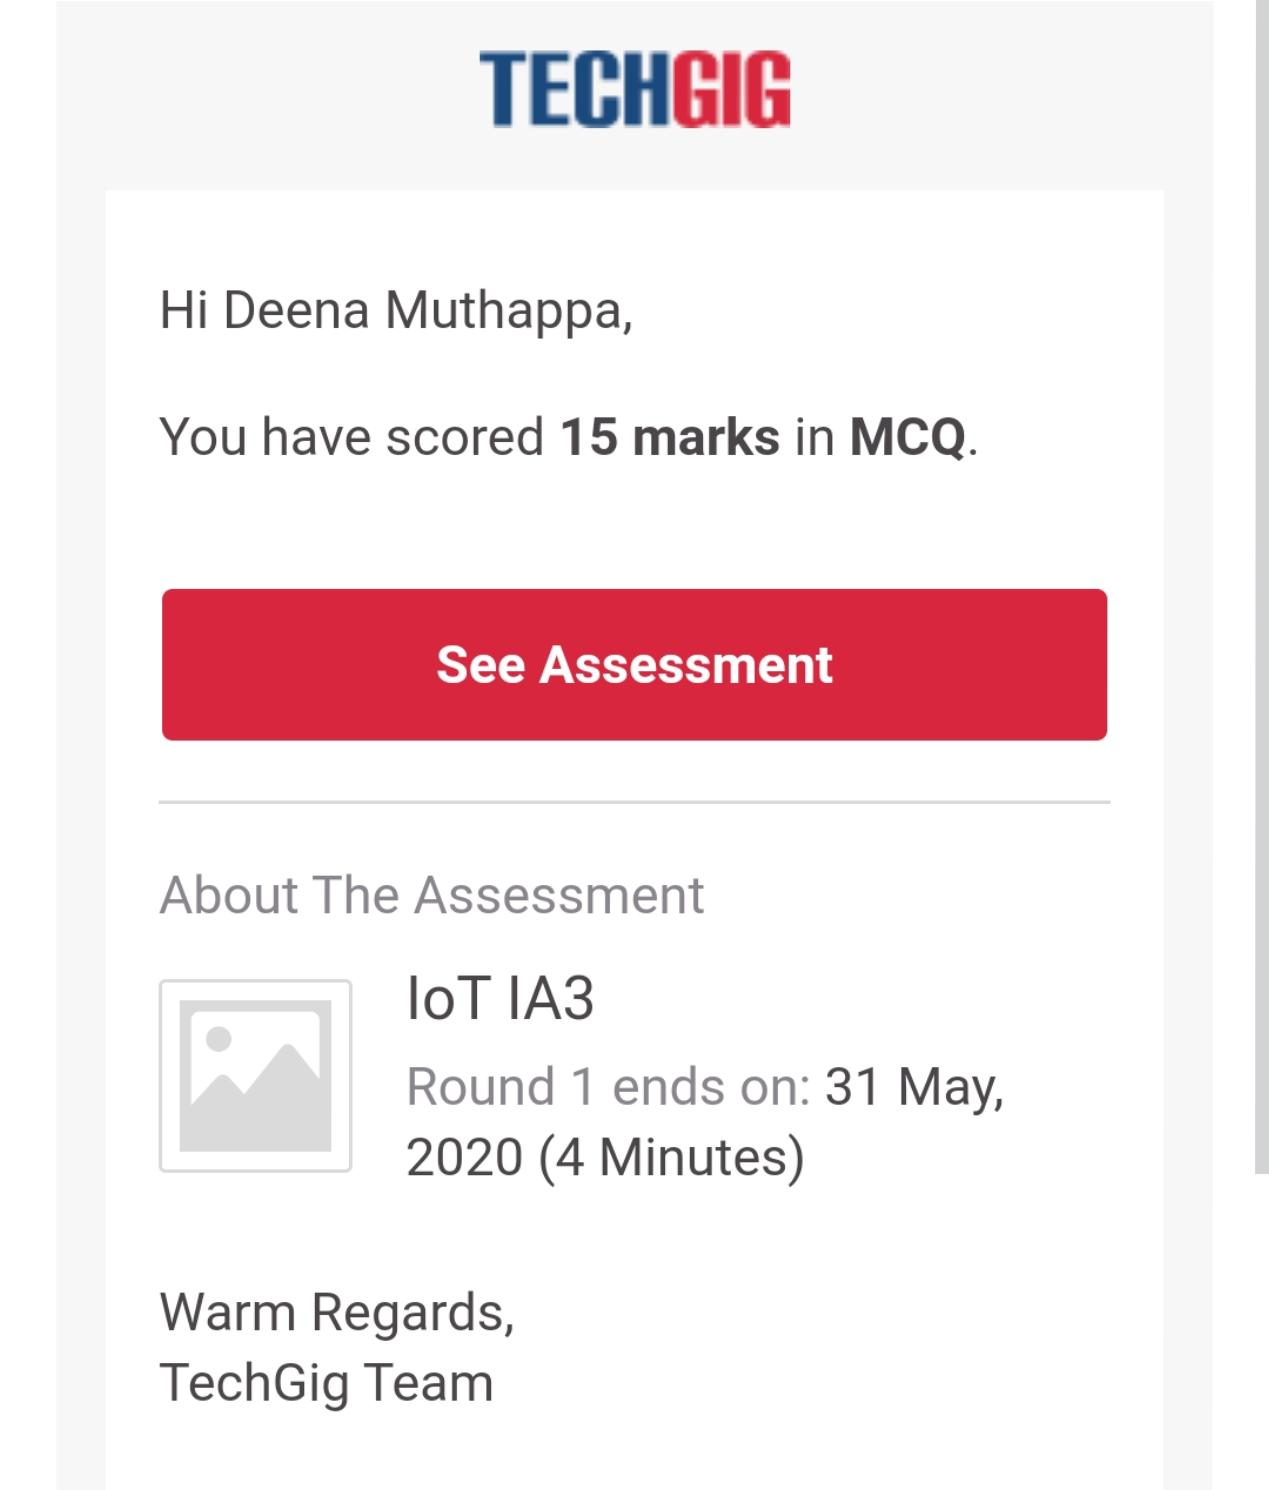 TECHGIG
Hi Deena Muthappa,
You have scored 15 marks in MCQ.
See Assessment
About The Assessment
IoT IA3
Round 1 ends on: 31 May,
2020 (4 Minutes)
Warm Regards,
TechGig Team